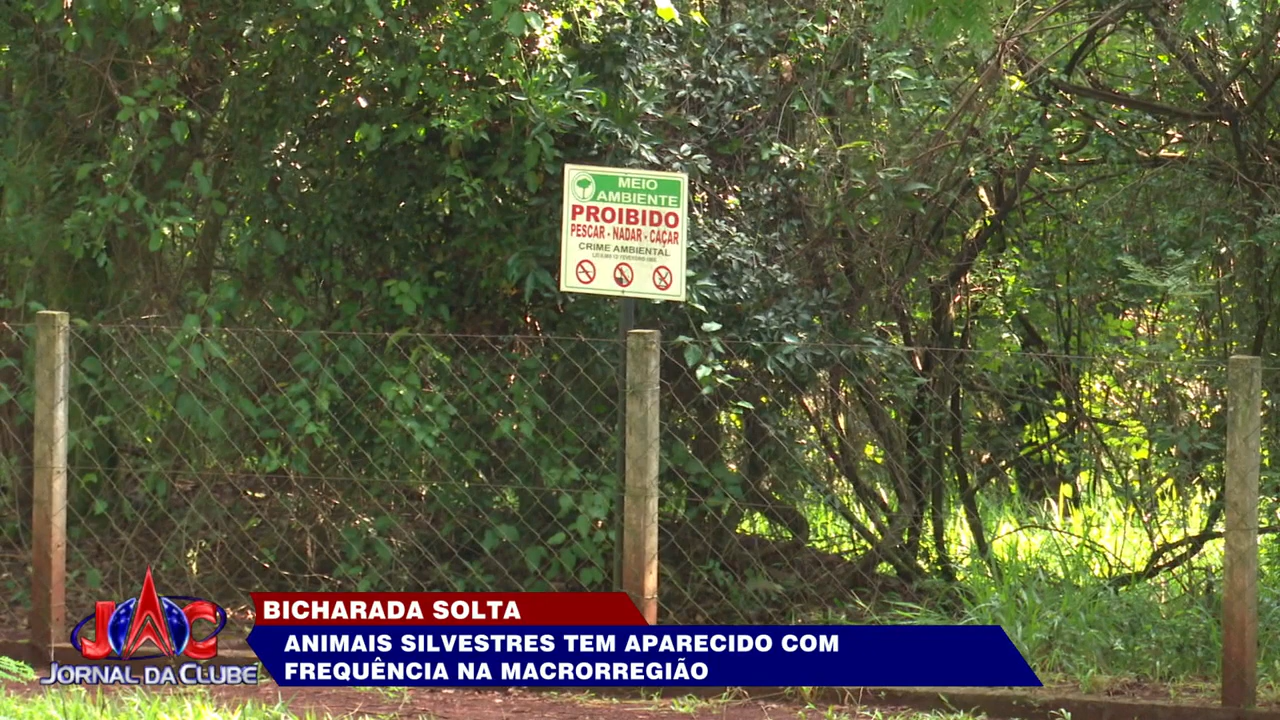 MEIO
AMBIENTE
PROIBIDO
PESCAR - NADAR - CAÇAR
CRIME AMBIENTAL
BICHARADA SOLTA
ANIMAIS SILVESTRES TEM APARECIDO COM
FREQUÊNCIA NA MACRORREGIÃO
JAC
JORNAL DA CLUBE